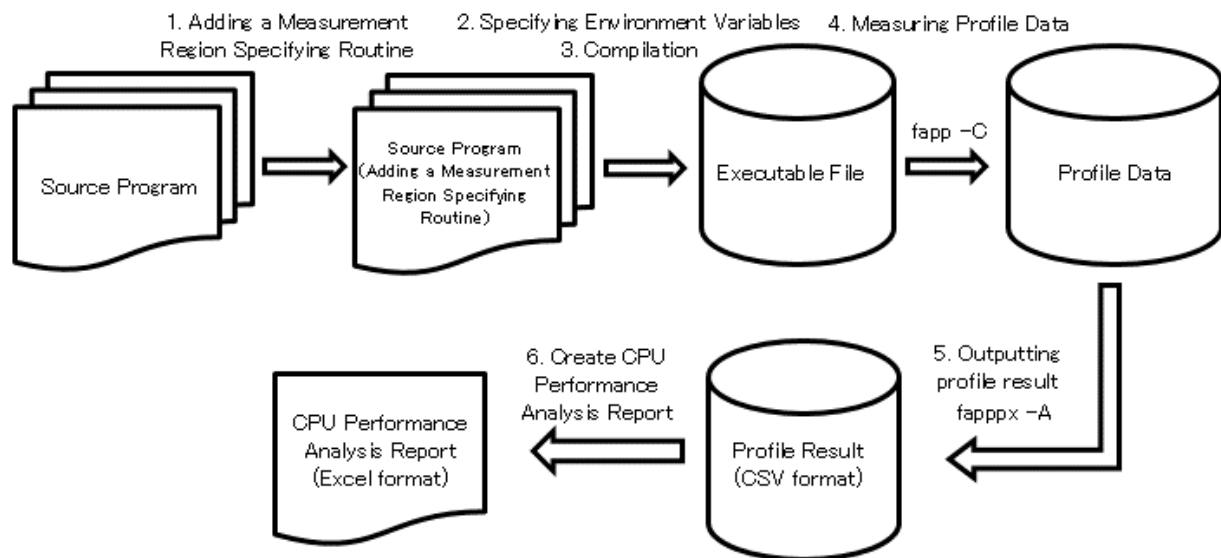 1. Adding a Measurement
Region Specifying Routine
2. Specifying Environment Variables
3. Compilation
4. Measuring Profile Data
Source Program
Source Program
(Adding a Measurement
Region Specifying
Routine)
Executable File
fapp -C
Profile Data
5. Outputting
profile result
fapppx -A
Profile Result
(CSV format)
6. Create CPU
Performance
Analysis Report
CPU Performance
Analysis Report
(Excel format)